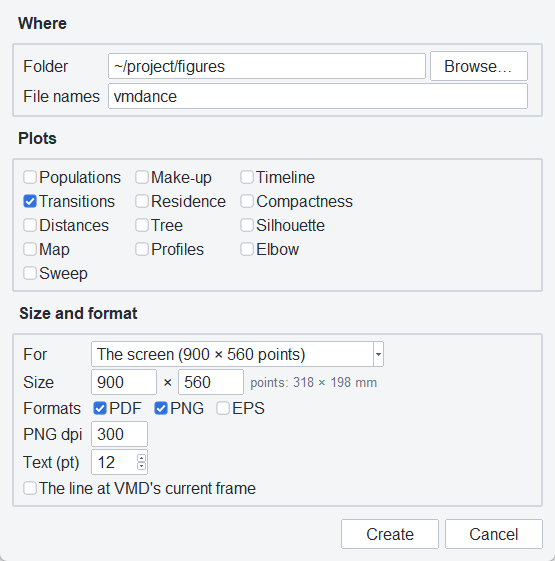 Where
Folder ~/project/figures Browse...
File names vmdance
Plots
Populations Make-up Timeline
Transitions Residence Compactness
Distances Tree Silhouette
Map Profiles Elbow
Sweep
Size and format
For The screen (900 × 560 points)
Size 900 × 560 points: 318 × 198 mm
Formats PDF PNG EPS
PNG dpi 300
Text (pt) 12
The line at VMD's current frame
Create Cancel